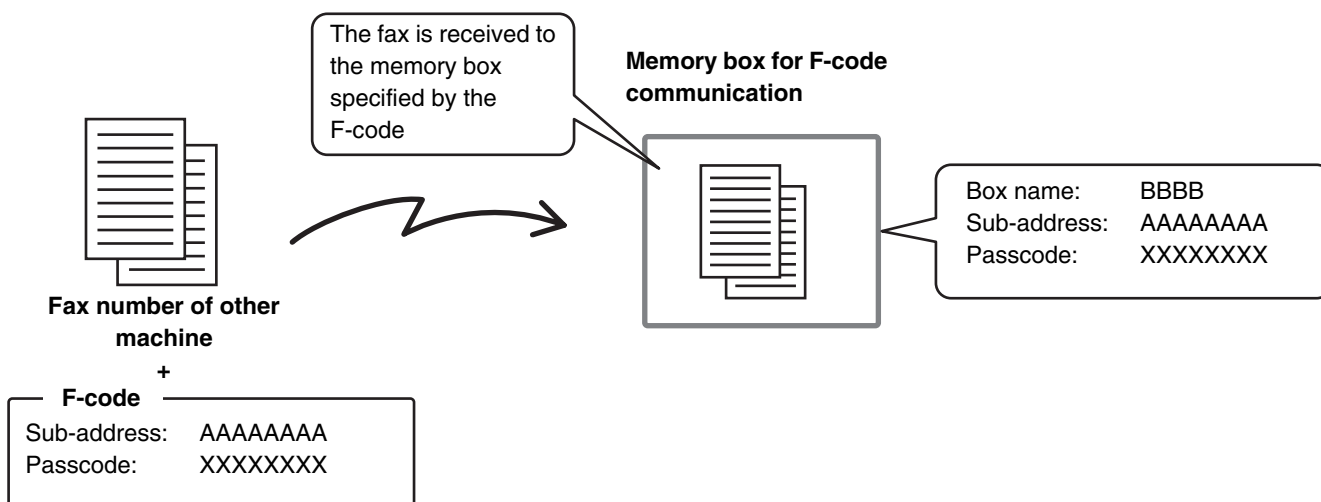 The fax is received to
the memory box
specified by the
F-code
Memory box for F-code
communication
Box name: BBBB
Sub-address: AAAAAAAA
Passcode: XXXXXXXX
Fax number of other
machine
+
F-code
Sub-address: AAAAAAAA
Passcode: XXXXXXXX